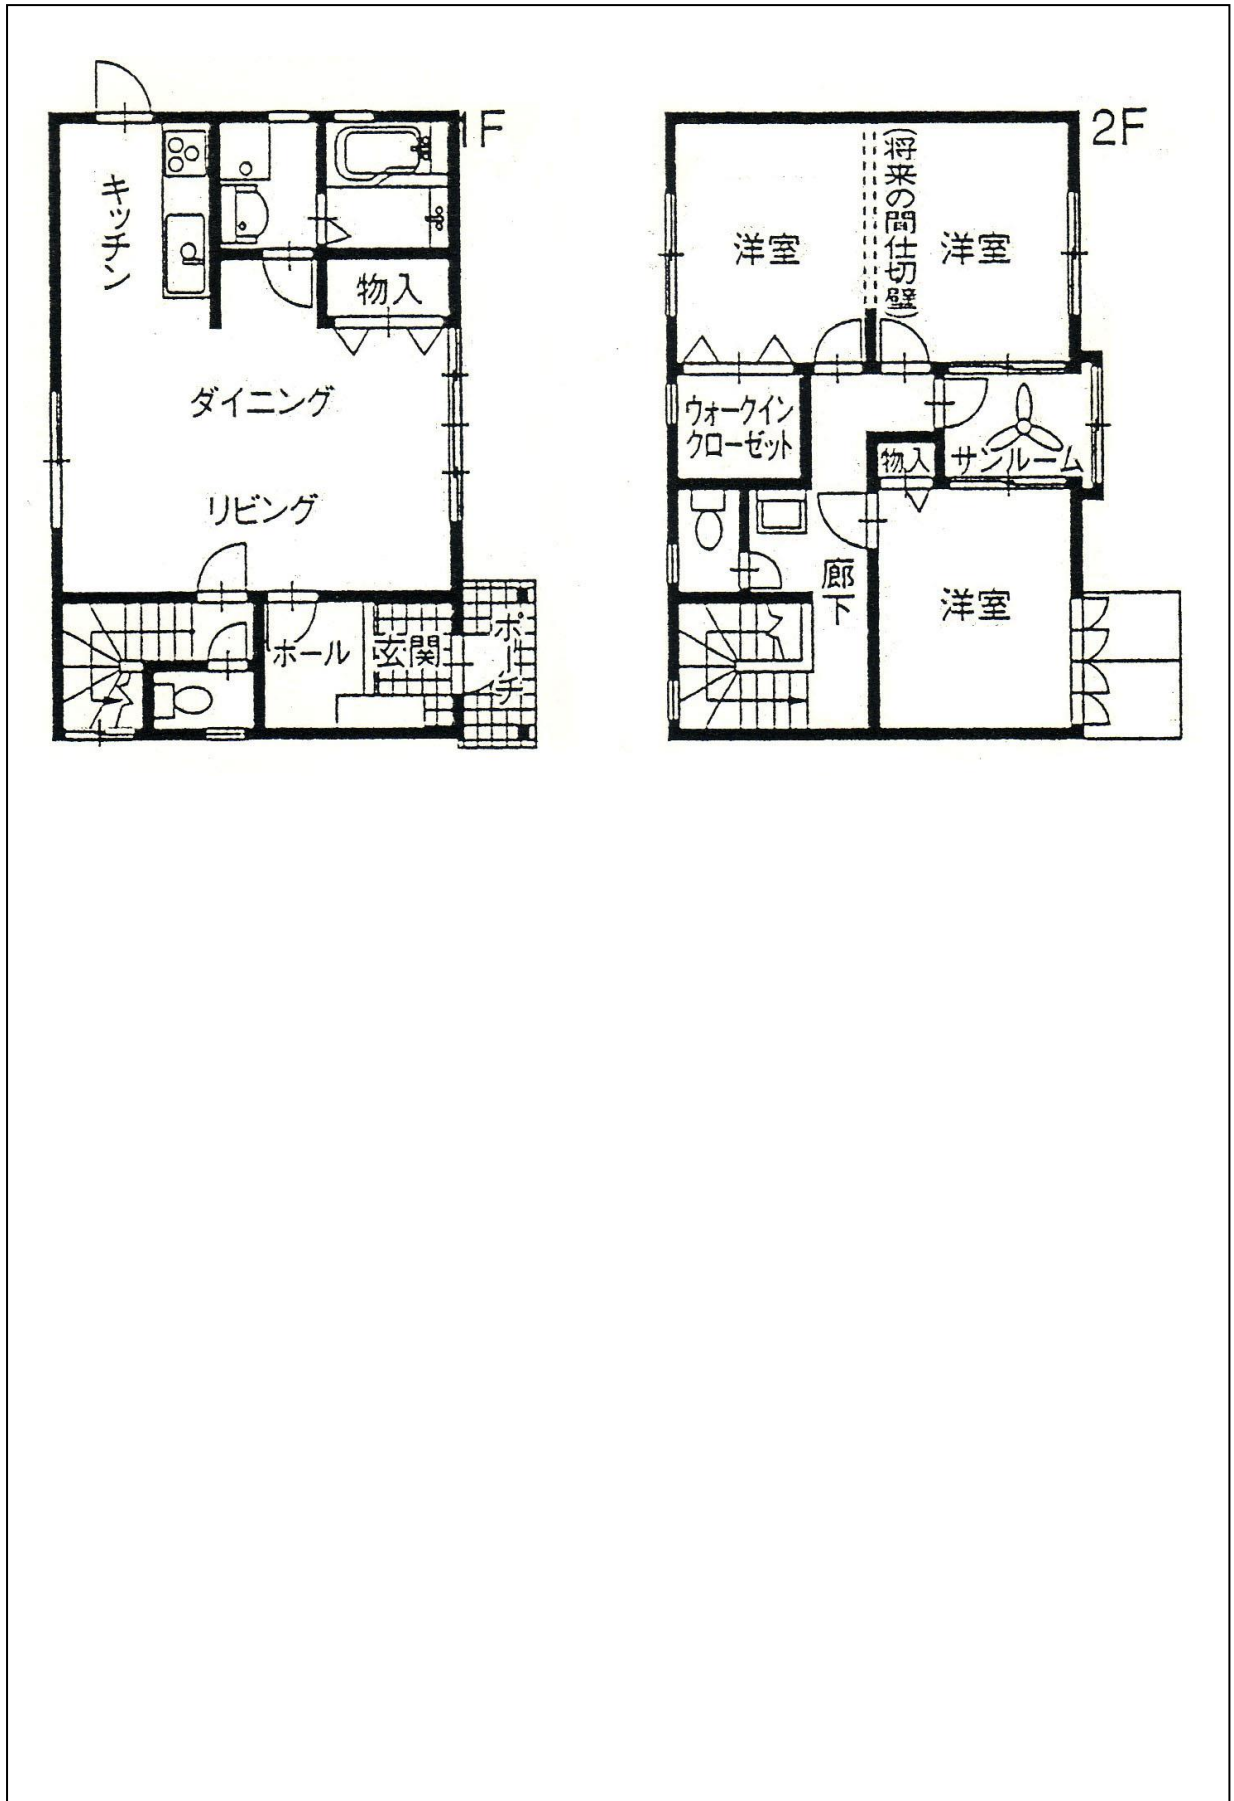 1F
キッチン
物入
ダイニング
リビング
ホール
玄関
ポーチ
2F
洋室
(将来の間仕切壁)
洋室
ウォークイン
クローゼット
物入
サンルーム
廊下
洋室